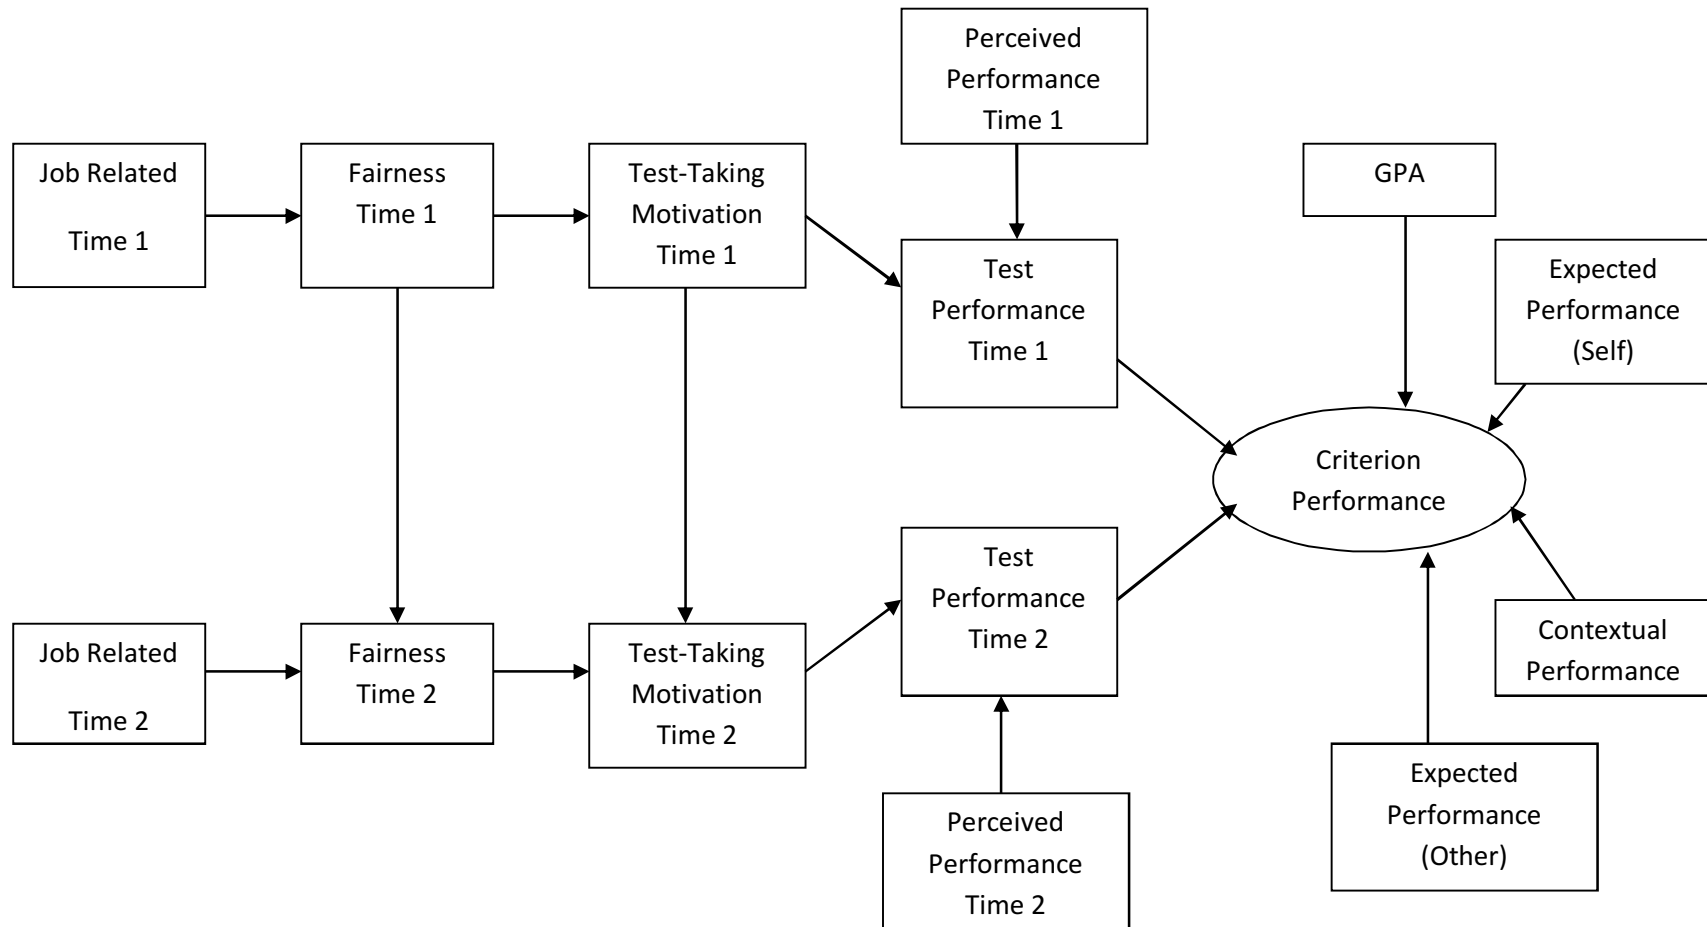 Perceived
Performance
Time 1
Job Related
Time 1
Fairness
Time 1
Test-Taking
Motivation
Time 1
GPA
Test
Performance
Time 1
Expected
Performance
(Self)
Criterion
Performance
Job Related
Time 2
Fairness
Time 2
Test-Taking
Motivation
Time 2
Test
Performance
Time 2
Contextual
Performance
Perceived
Performance
Time 2
Expected
Performance
(Other)